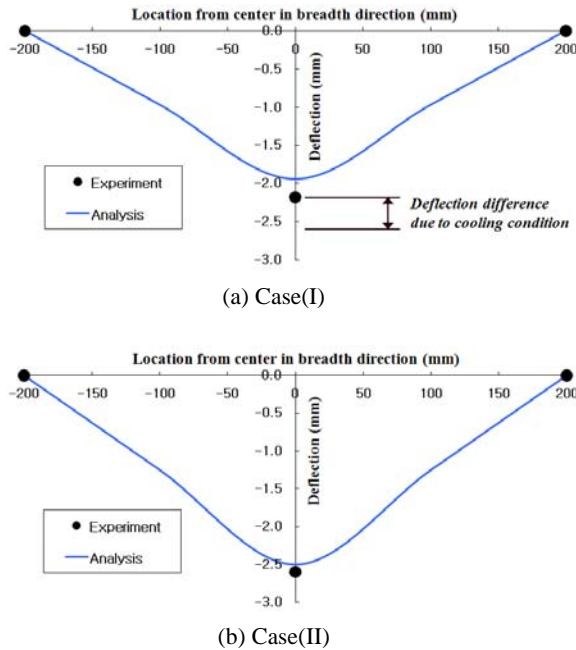 Location from center in breadth direction (mm)
0.0
-200 -150 -100 -50 0 50 100 150 200
-0.5
-1.0
-1.5
-2.0
-2.5
-3.0
Deflection (mm)
Experiment
Analysis
Deflection difference
due to cooling condition
(a) Case(I)
Location from center in breadth direction (mm)
0.0
-200 -150 -100 -50 0 50 100 150 200
-0.5
-1.0
-1.5
-2.0
-2.5
-3.0
Deflection (mm)
Experiment
Analysis
(b) Case(II)